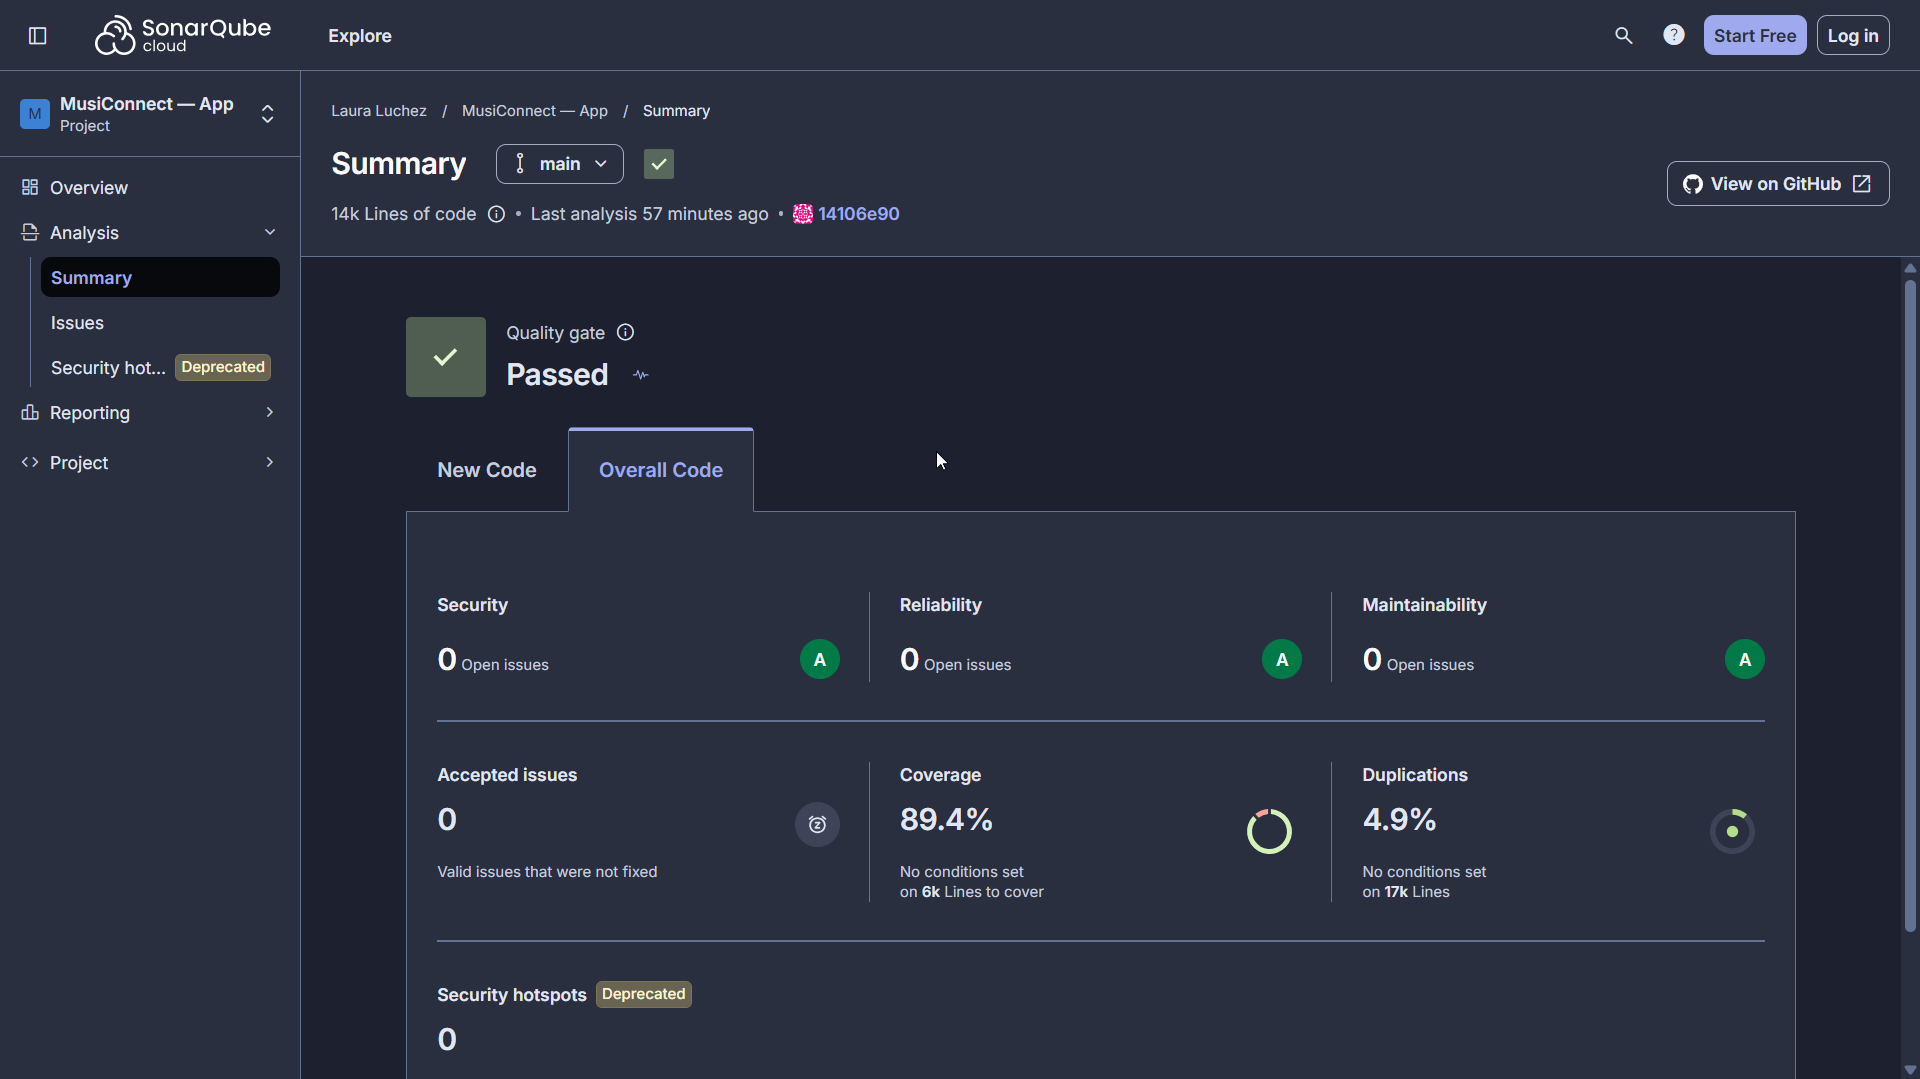 SonarQube
cloud
Explore
?
Start Free
Log in
M
MusiConnect — App
Project
Overview
Analysis
Summary
Issues
Security hot... Deprecated
Reporting
Project
Laura Luchez / MusiConnect — App / Summary
Summary
main
View on GitHub
14k Lines of code • Last analysis 57 minutes ago • 14106e90
Quality gate
Passed
New Code
Overall Code
Security
0 Open issues
A
Reliability
0 Open issues
A
Maintainability
0 Open issues
A
Accepted issues
0
Valid issues that were not fixed
Coverage
89.4%
No conditions set
on 6k Lines to cover
Duplications
4.9%
No conditions set
on 17k Lines
Security hotspots Deprecated
0